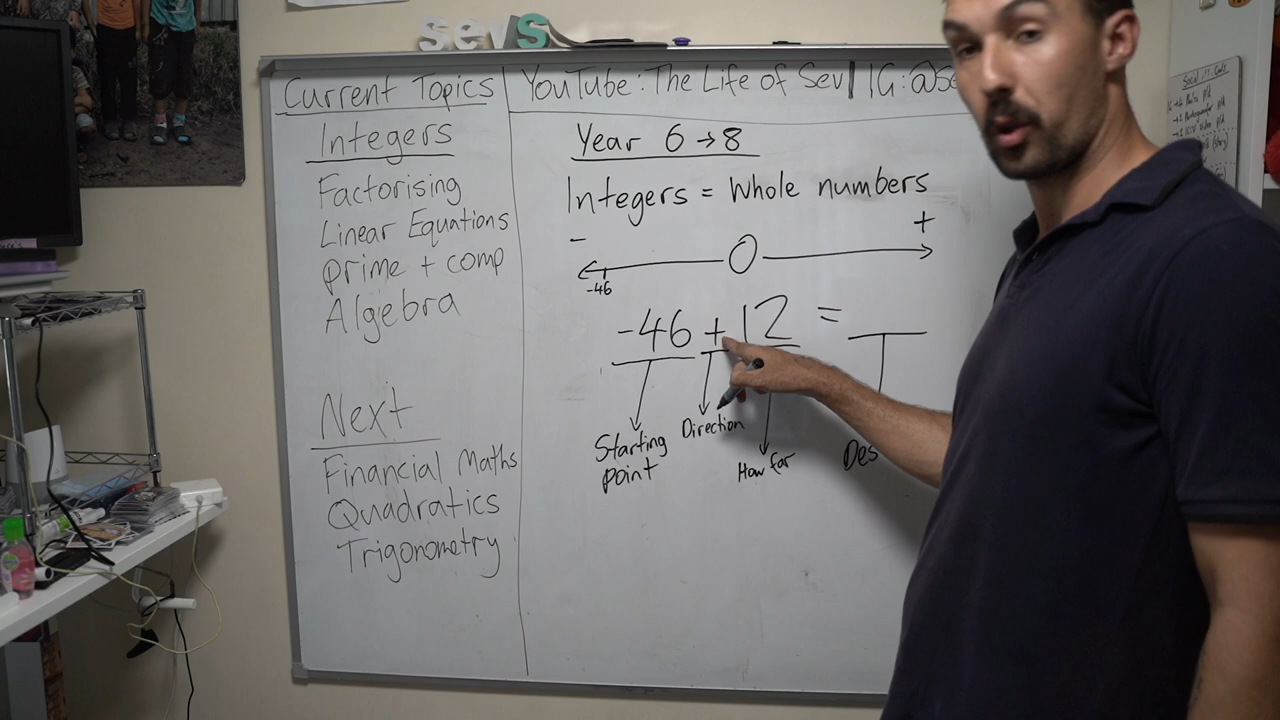 sevs
Current Topics
Integers
Factorising
Linear Equations
prime + comp
Algebra
Next
Financial Maths
Quadratics
Trigonometry
YouTube: The Life of Sev | IG: @Se
Year 6 → 8
Integers = Whole numbers
- +
← 0 →
-46
-46 + 12 =
Starting
point
Direction
How far
Des